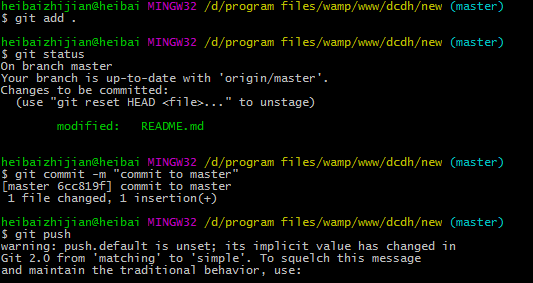 heibaizhijian@heibai MINGW32 /d/program files/wamp/www/dcdh/new (master)
$ git add .
heibaizhijian@heibai MINGW32 /d/program files/wamp/www/dcdh/new (master)
$ git status
On branch master
Your branch is up-to-date with 'origin/master'.
Changes to be committed:
  (use "git reset HEAD <file>..." to unstage)
        modified:   README.md
heibaizhijian@heibai MINGW32 /d/program files/wamp/www/dcdh/new (master)
$ git commit -m "commit to master"
[master 6cc819f] commit to master
 1 file changed, 1 insertion(+)
heibaizhijian@heibai MINGW32 /d/program files/wamp/www/dcdh/new (master)
$ git push
warning: push.default is unset; its implicit value has changed in
Git 2.0 from 'matching' to 'simple'. To squelch this message
and maintain the traditional behavior, use: